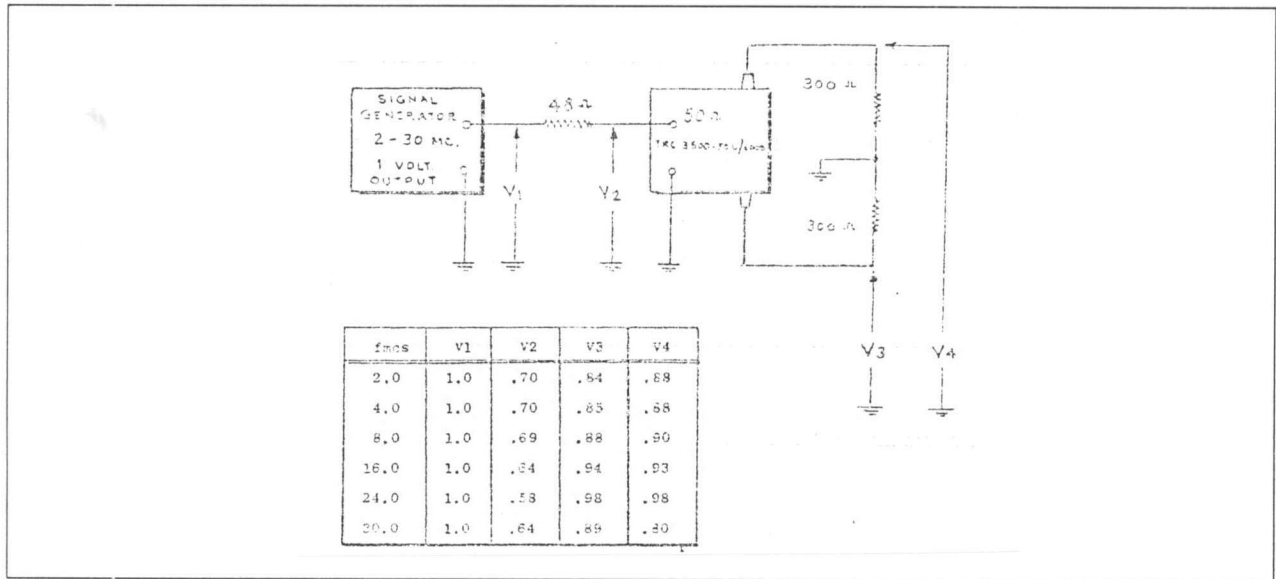 SIGNAL
GENERATOR
2-30 MC.
1 VOLT
OUTPUT
48 Ω
50 Ω
300 Ω
300 Ω
V1
V2
V3
V4
fmcs V1 V2 V3 V4
2.0 1.0 .70 .84 .88
4.0 1.0 .70 .85 .88
8.0 1.0 .69 .88 .90
16.0 1.0 .64 .94 .93
24.0 1.0 .58 .98 .98
30.0 1.0 .64 .89 .80